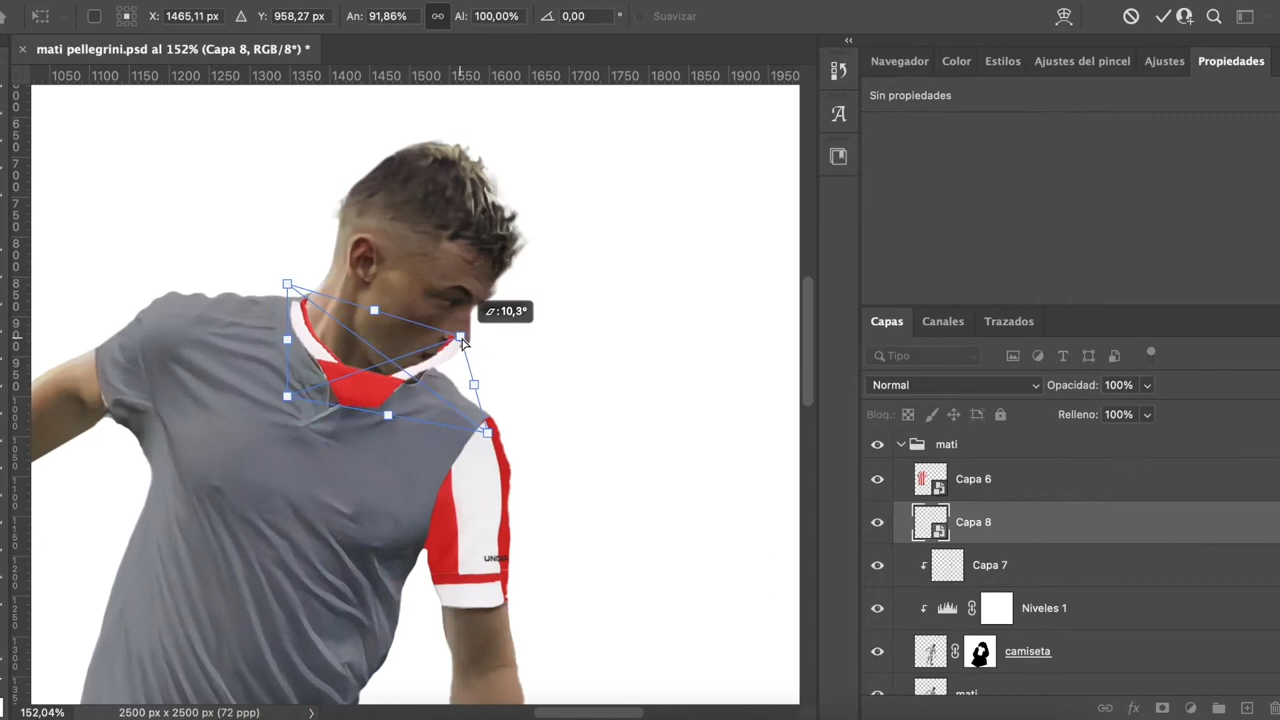 X: 1465,11 px Y: 958,27 px An: 91,86% Al: 100,00% 0,00 ° Suavizar
× mati pellegrini.psd al 152% (Capa 8, RGB/8*) *
1050 1100 1150 1200 1250 1300 1350 1400 1450 1500 1550 1600 1650 1700 1750 1800 1850 1900 1950
Navegador Color Estilos Ajustes del pincel Ajustes Propiedades
Sin propiedades
:10,3°
Capas Canales Trazados
Tipo
Normal Opacidad: 100%
Bloq.: Relleno: 100%
mati
Capa 6
Capa 8
Capa 7
Niveles 1
camiseta
mati
152,04% 2500 px x 2500 px (72 ppp)